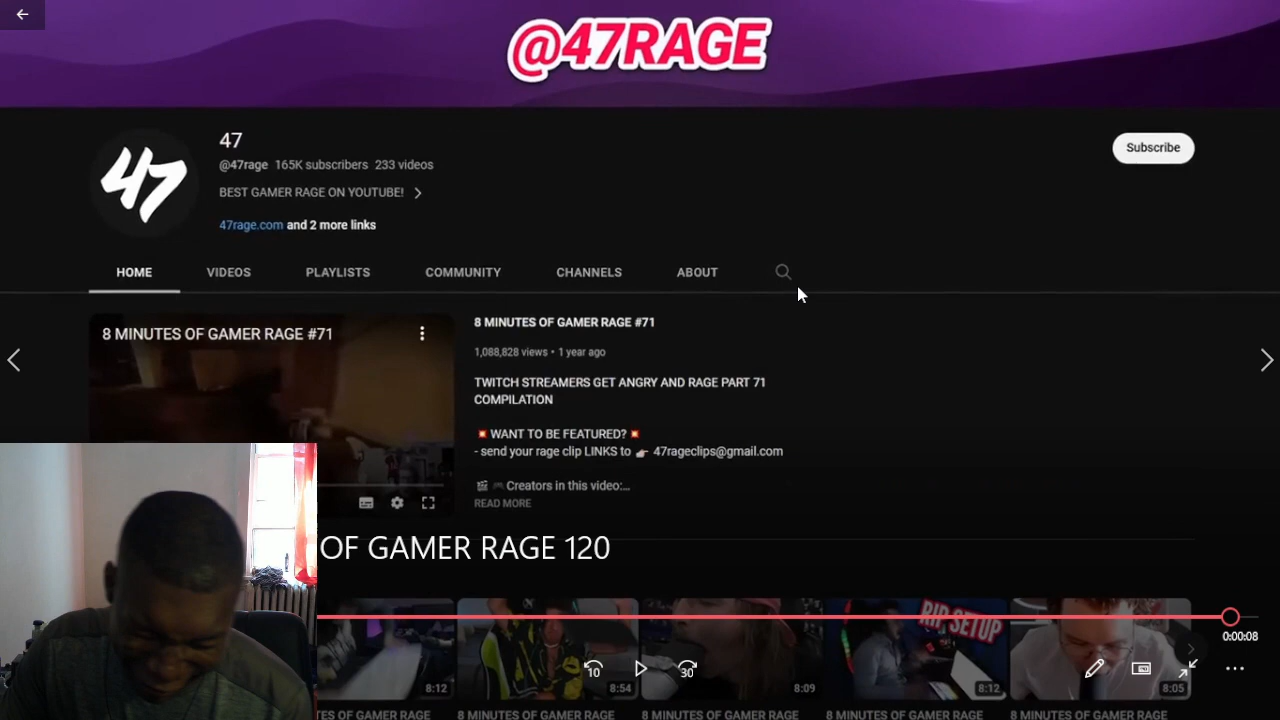 @47RAGE
47
47
@47rage 165K subscribers 233 videos
BEST GAMER RAGE ON YOUTUBE!
47rage.com and 2 more links
Subscribe
HOME VIDEOS PLAYLISTS COMMUNITY CHANNELS ABOUT
8 MINUTES OF GAMER RAGE #71
8 MINUTES OF GAMER RAGE #71
1,088,828 views • 1 year ago
TWITCH STREAMERS GET ANGRY AND RAGE PART 71
COMPILATION
💥 WANT TO BE FEATURED? 💥
- send your rage clip LINKS to 👉 47rageclips@gmail.com
🎬 🎮 Creators in this video:...
READ MORE
OF GAMER RAGE 120
RIP SETUP
0:00:08
10 30
8:12 8:54 8:09 8:12 8:05
TES OF GAMER RAGE 8 MINUTES OF GAMER RAGE 8 MINUTES OF GAMER RAGE 8 MINUTES OF GAMER RAGE 8 MINUTES OF GAMER RAGE